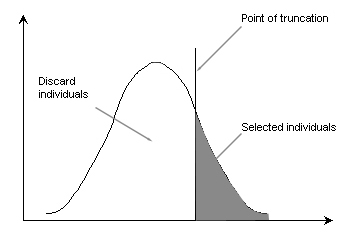 Point of truncation
Discard
individuals
Selected individuals